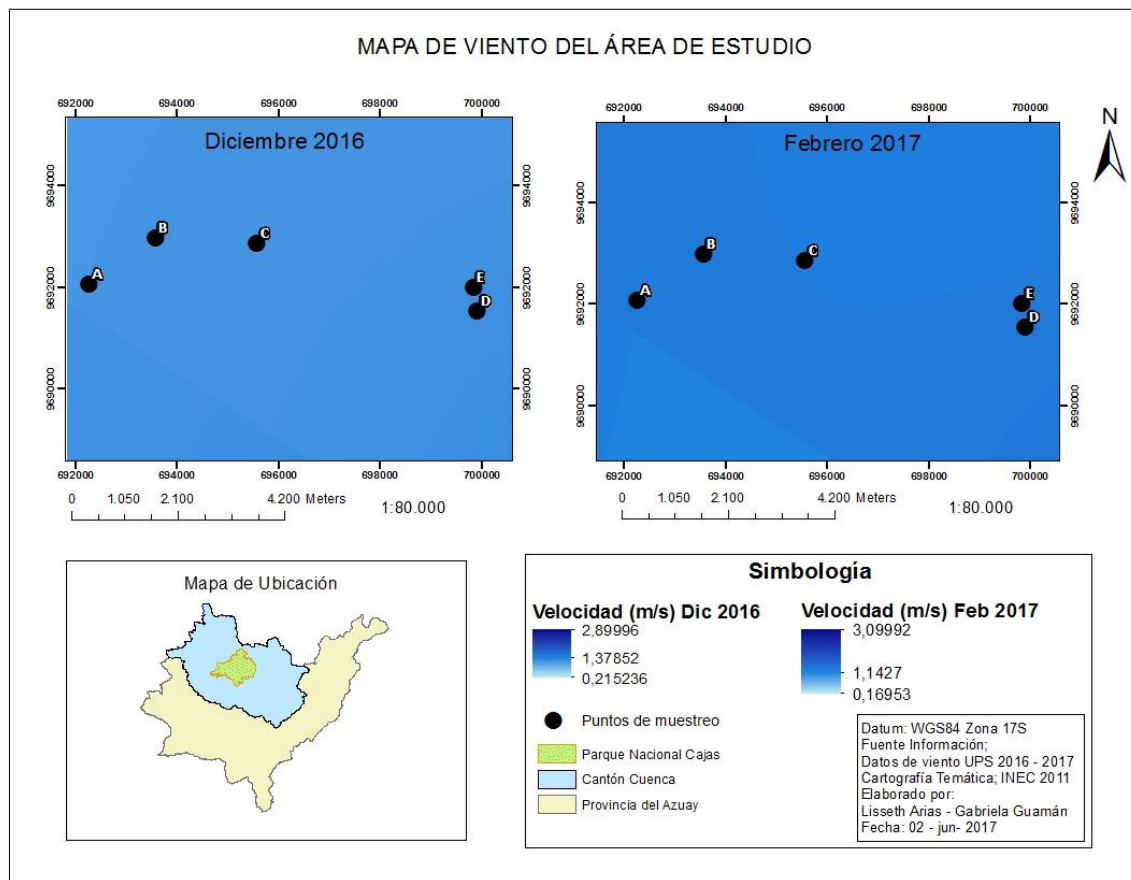 MAPA DE VIENTO DEL ÁREA DE ESTUDIO
692000 694000 696000 698000 700000
Diciembre 2016
9694000 9694000
9692000 9692000
9690000 9690000
A
B
C
E
D
692000 694000 696000 698000 700000
0 1.050 2.100 4.200 Meters
1:80.000
692000 694000 696000 698000 700000
N
Febrero 2017
9694000 9694000
9692000 9692000
9690000 9690000
A
B
C
E
D
692000 694000 696000 698000 700000
0 1.050 2.100 4.200 Meters
1:80.000
Mapa de Ubicación
Simbología
Velocidad (m/s) Dic 2016
2,89996
1,37852
0,215236
Velocidad (m/s) Feb 2017
3,09992
1,1427
0,16953
Puntos de muestreo
Parque Nacional Cajas
Cantón Cuenca
Provincia del Azuay
Datum: WGS84 Zona 17S
Fuente Información;
Datos de viento UPS 2016 - 2017
Cartografía Temática; INEC 2011
Elaborado por:
Lisseth Arias - Gabriela Guamán
Fecha: 02 - jun- 2017